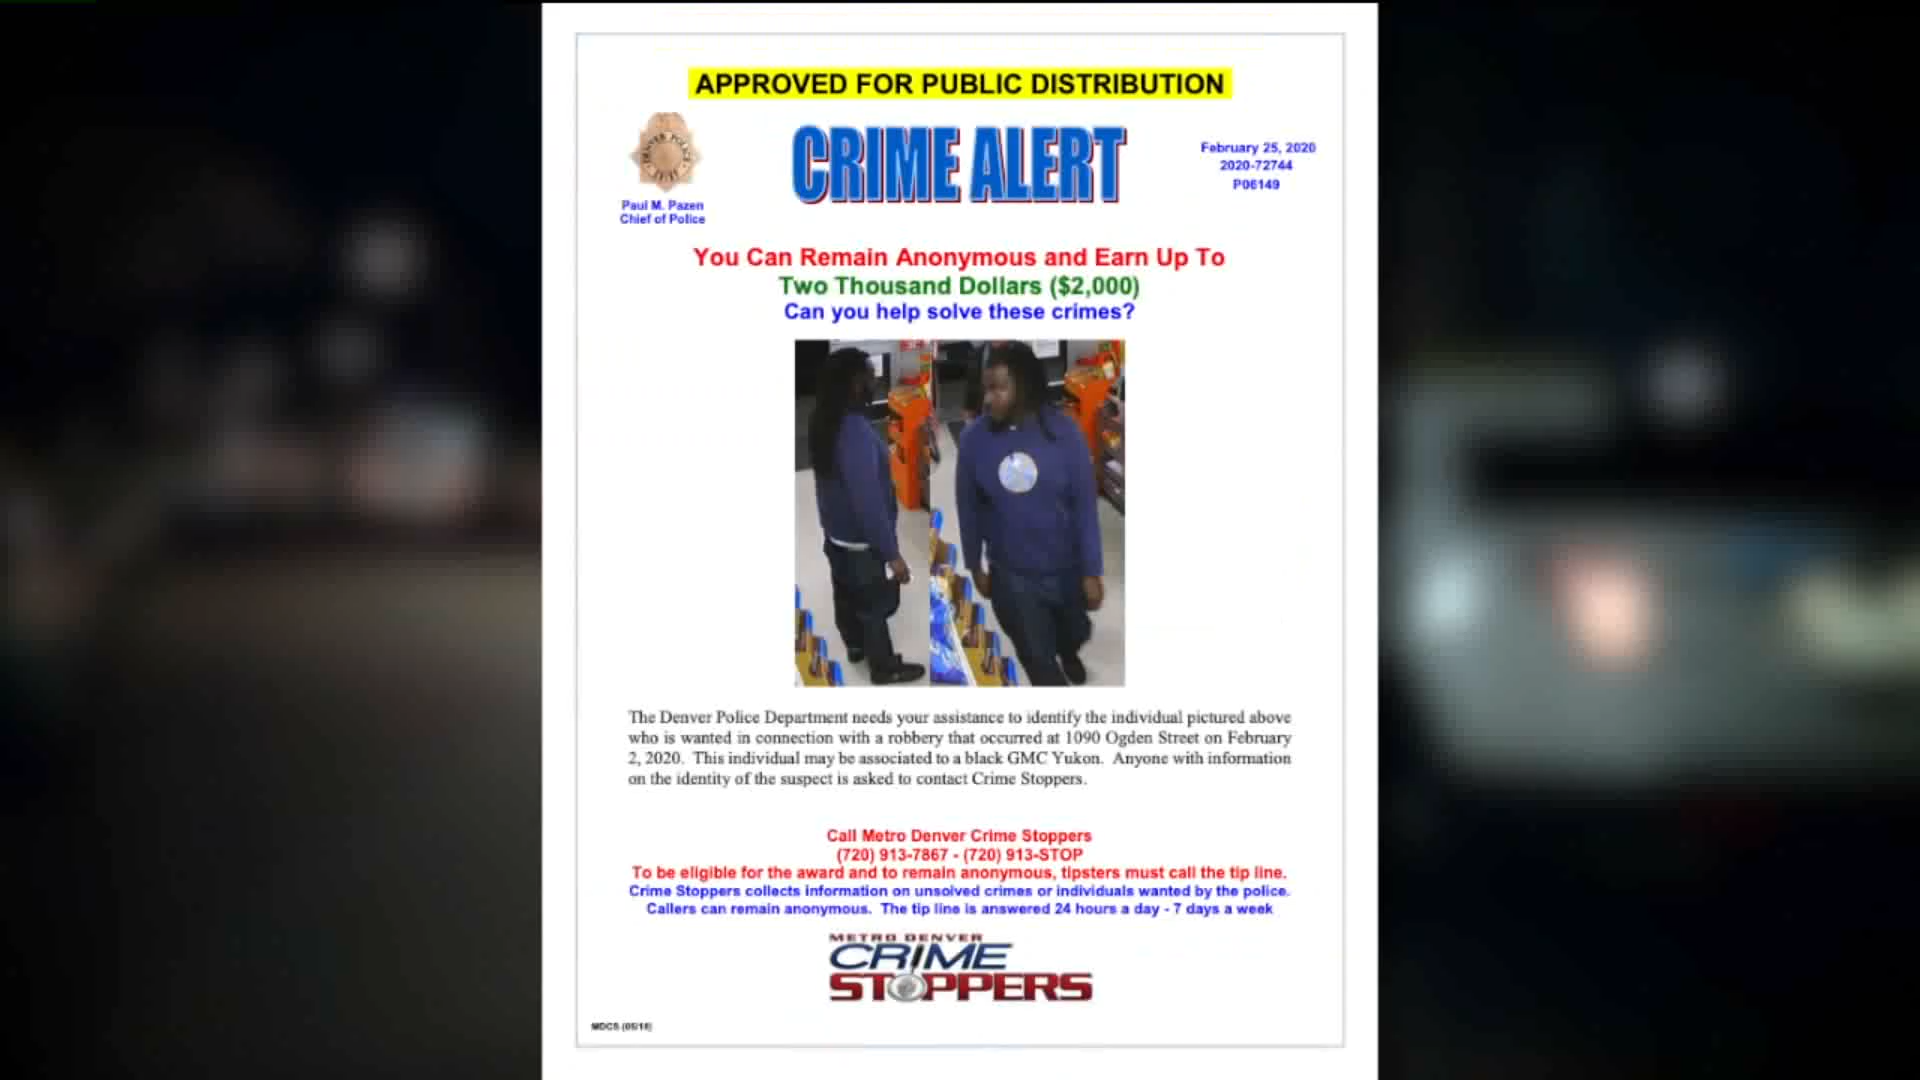 APPROVED FOR PUBLIC DISTRIBUTION
DENVER POLICE
CRIME ALERT
February 25, 2020
2020-72744
P06149
Paul M. Pazen
Chief of Police
You Can Remain Anonymous and Earn Up To
Two Thousand Dollars ($2,000)
Can you help solve these crimes?
The Denver Police Department needs your assistance to identify the individual pictured above
who is wanted in connection with a robbery that occurred at 1090 Ogden Street on February
2, 2020. This individual may be associated to a black GMC Yukon. Anyone with information
on the identity of the suspect is asked to contact Crime Stoppers.
Call Metro Denver Crime Stoppers
(720) 913-7867 - (720) 913-STOP
To be eligible for the award and to remain anonymous, tipsters must call the tip line.
Crime Stoppers collects information on unsolved crimes or individuals wanted by the police.
Callers can remain anonymous. The tip line is answered 24 hours a day - 7 days a week
METRO DENVER
CRIME
STOPPERS
MDCS